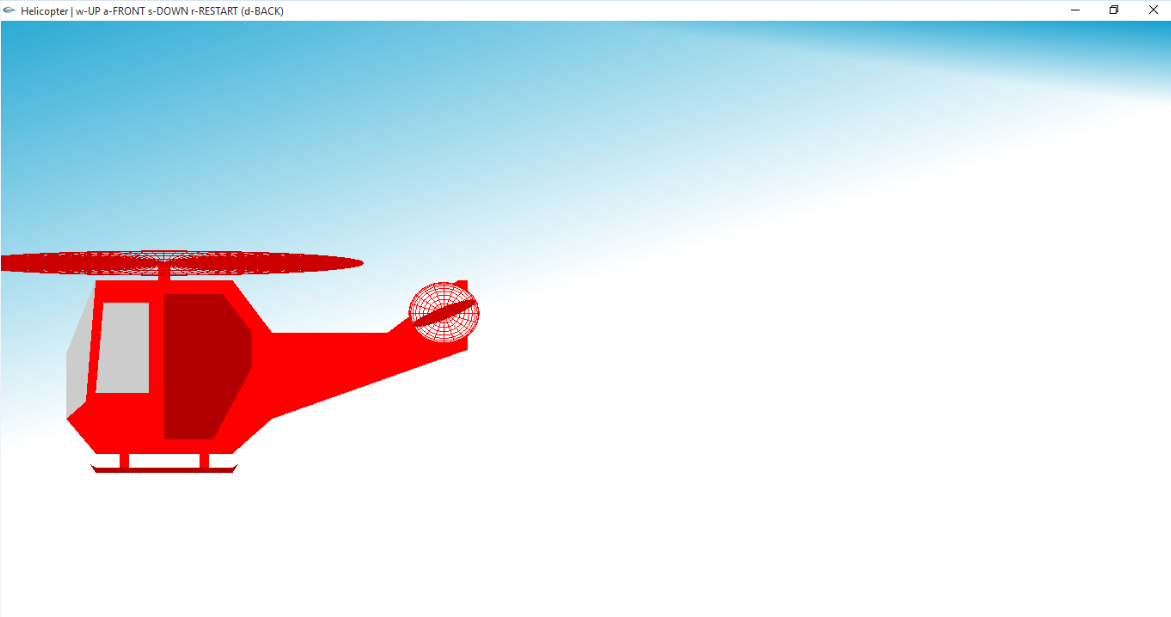 Helicopter | w-UP a-FRONT s-DOWN r-RESTART (d-BACK)